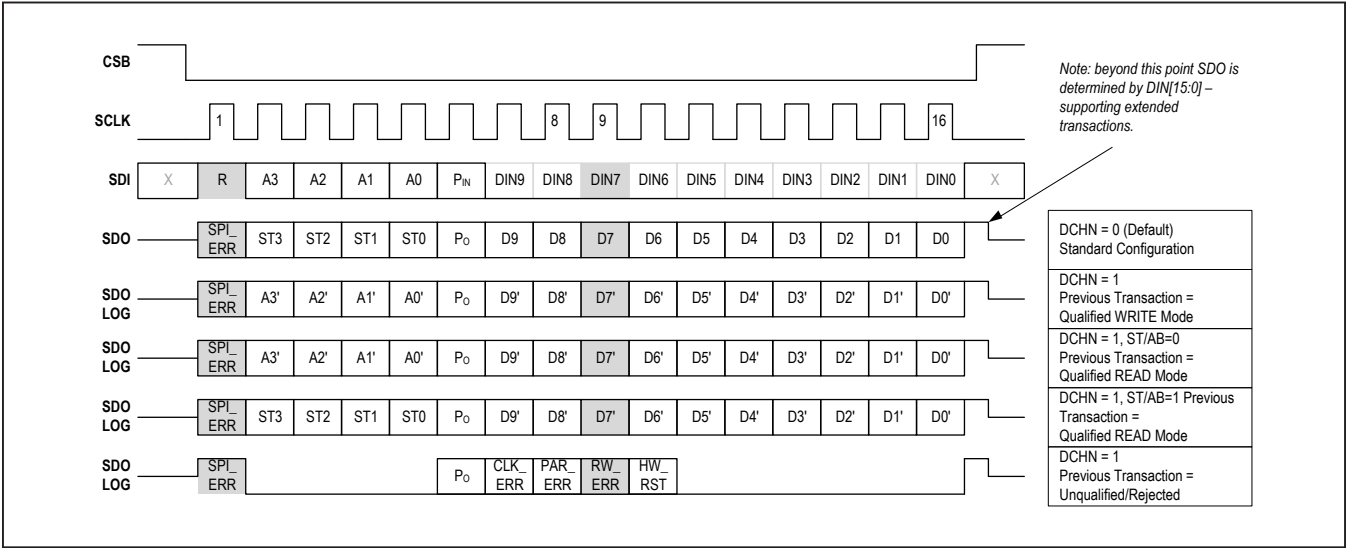 CSB
Note: beyond this point SDO is
determined by DIN[15:0] –
supporting extended
transactions.
SCLK 1 8 9 16
SDI X R A3 A2 A1 A0 PIN DIN9 DIN8 DIN7 DIN6 DIN5 DIN4 DIN3 DIN2 DIN1 DIN0 X
SDO SPI_
ERR ST3 ST2 ST1 ST0 PO D9 D8 D7 D6 D5 D4 D3 D2 D1 D0
DCHN = 0 (Default)
Standard Configuration
SDO
LOG SPI_
ERR A3' A2' A1' A0' PO D9' D8' D7' D6' D5' D4' D3' D2' D1' D0'
DCHN = 1
Previous Transaction =
Qualified WRITE Mode
SDO
LOG SPI_
ERR A3' A2' A1' A0' PO D9' D8' D7' D6' D5' D4' D3' D2' D1' D0'
DCHN = 1, ST/AB=0
Previous Transaction =
Qualified READ Mode
SDO
LOG SPI_
ERR ST3 ST2 ST1 ST0 PO D9' D8' D7' D6' D5' D4' D3' D2' D1' D0'
DCHN = 1, ST/AB=1 Previous
Transaction =
Qualified READ Mode
SDO
LOG SPI_
ERR PO CLK_
ERR PAR_
ERR RW_
ERR HW_
RST
DCHN = 1
Previous Transaction =
Unqualified/Rejected